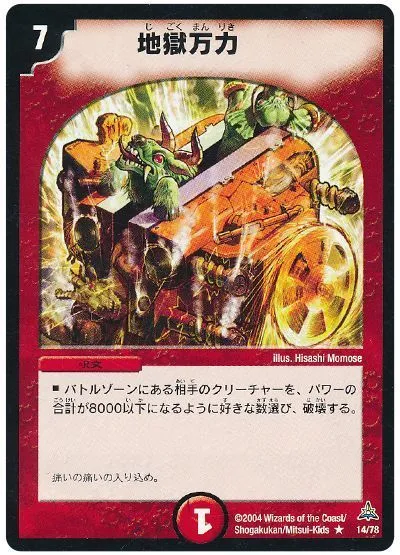 7
じごくまんりき
地獄万力
illus. Hisashi Momose
呪文
■ バトルゾーンにある相手のクリーチャーを、パワーの
合計が8000以下になるように好きな数選び、破壊する。
痛いの痛いの入り込め。
1
©2004 Wizards of the Coast/
Shogakukan/Mitsui-Kids ★ 14/78